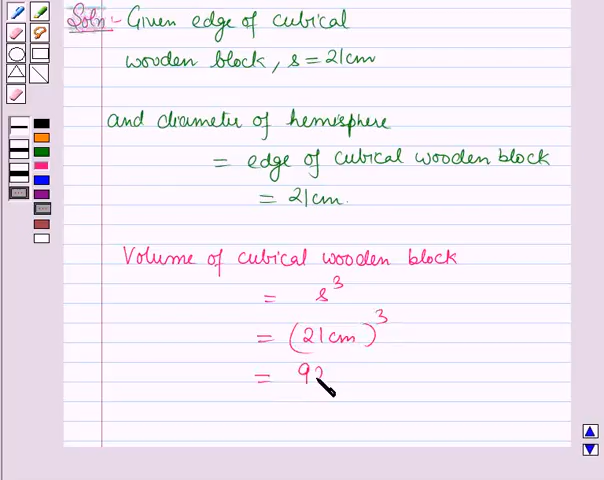 Soln:- Given edge of cubical
wooden block, s = 21cm
and diameter of hemisphere
= edge of cubical wooden block
= 21cm.
Volume of cubical wooden block
= s³
= (21cm)³
= 92